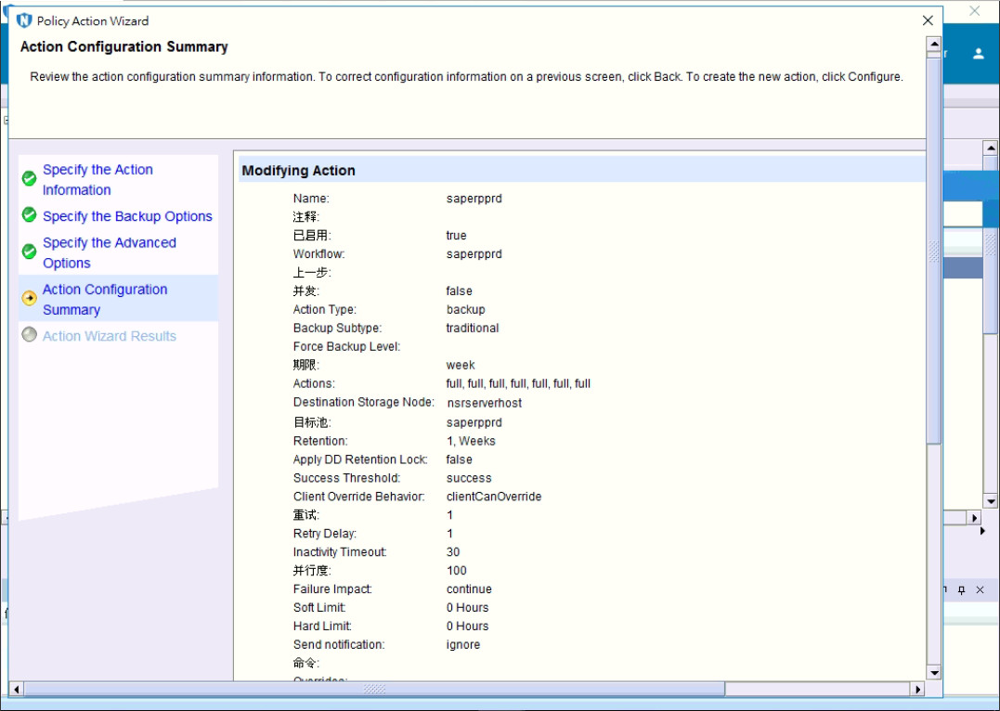 Policy Action Wizard
Action Configuration Summary
Review the action configuration summary information. To correct configuration information on a previous screen, click Back. To create the new action, click Configure.
Specify the Action
Information
Specify the Backup Options
Specify the Advanced
Options
Action Configuration
Summary
Action Wizard Results
Modifying Action
Name: saperpprd
注释:
已启用: true
Workflow: saperpprd
上一步:
并发: false
Action Type: backup
Backup Subtype: traditional
Force Backup Level:
期限: week
Actions: full, full, full, full, full, full, full
Destination Storage Node: nsrserverhost
目标池: saperpprd
Retention: 1, Weeks
Apply DD Retention Lock: false
Success Threshold: success
Client Override Behavior: clientCanOverride
重试: 1
Retry Delay: 1
Inactivity Timeout: 30
并行度: 100
Failure Impact: continue
Soft Limit: 0 Hours
Hard Limit: 0 Hours
Send notification: ignore
命令:
Overrides: